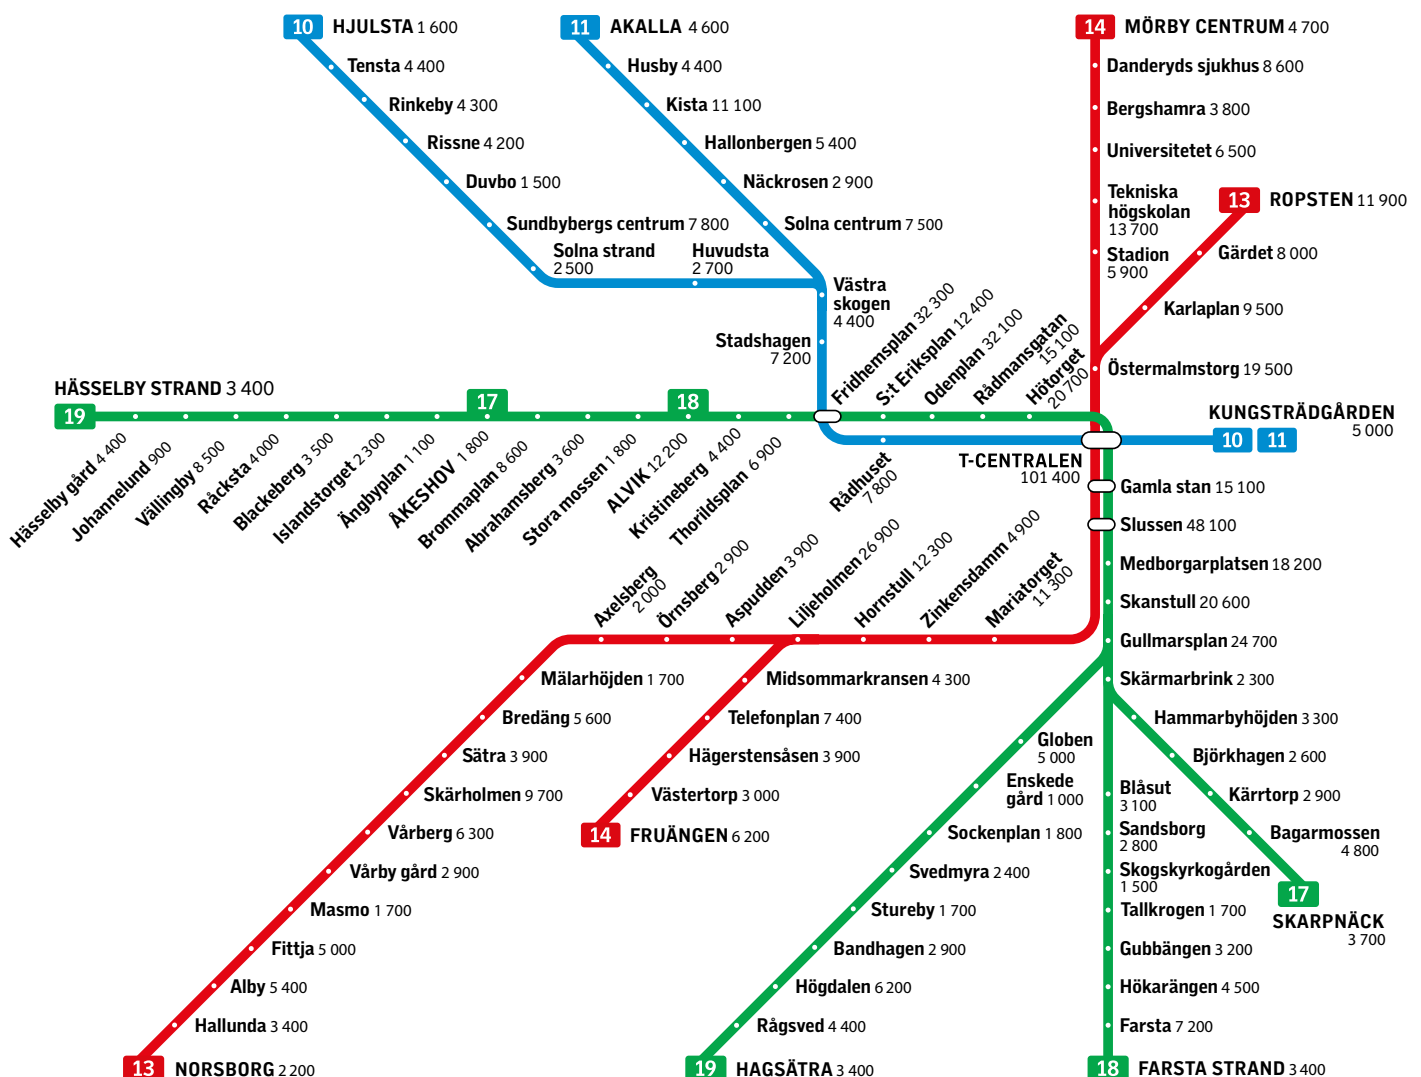 10 HJULSTA 1 600
Tensta 4 400
Rinkeby 4 300
Rissne 4 200
Duvbo 1 500
Sundbybergs centrum 7 800
Solna strand
2 500
Huvudsta
2 700
11 AKALLA 4 600
Husby 4 400
Kista 11 100
Hallonbergen 5 400
Näckrosen 2 900
Solna centrum 7 500
Västra
skogen
4 400
Stadshagen
7 200
14 MÖRBY CENTRUM 4 700
Danderyds sjukhus 8 600
Bergshamra 3 800
Universitetet 6 500
Tekniska
högskolan
13 700
Stadion
5 900
13 ROPSTEN 11 900
Gärdet 8 000
Karlaplan 9 500
Östermalmstorg 19 500
HÄSSELBY STRAND 3 400
19
17
18
Fridhemsplan 32 300
S:t Eriksplan 12 400
Odenplan 32 100
Rådmansgatan
15 100
Hötorget
20 700
KUNGSTRÄDGÅRDEN
5 000
10 11
Hässelby gård 4 400
Johannelund 900
Vällingby 8 500
Råcksta 4 000
Blackeberg 3 500
Islandstorget 2 300
Ängbyplan 1 100
ÅKESHOV 1 800
Brommaplan 8 600
Abrahamsberg 3 600
Stora mossen 1 800
ALVIK 12 200
Kristineberg 4 400
Thorildsplan 6 900
Rådhuset
7 800
T-CENTRALEN
101 400
Gamla stan 15 100
Slussen 48 100
Medborgarplatsen 18 200
Skanstull 20 600
Gullmarsplan 24 700
Skärmarbrink 2 300
Axelsberg
2 000
Örnsberg 2 900
Aspudden 3 900
Liljeholmen 26 900
Hornstull 12 300
Zinkensdamm 4 900
Mariatorget
11 300
Mälarhöjden 1 700
Bredäng 5 600
Sätra 3 900
Skärholmen 9 700
Vårberg 6 300
Vårby gård 2 900
Masmo 1 700
Fittja 5 000
Alby 5 400
Hallunda 3 400
13 NORSBORG 2 200
Midsommarkransen 4 300
Telefonplan 7 400
Hägerstensåsen 3 900
Västertorp 3 000
14 FRUÄNGEN 6 200
Globen
5 000
Enskede
gård 1 000
Sockenplan 1 800
Svedmyra 2 400
Stureby 1 700
Bandhagen 2 900
Högdalen 6 200
Rågsved 4 400
19 HAGSÄTRA 3 400
Hammarbyhöjden 3 300
Björkhagen 2 600
Kärrtorp 2 900
Bagarmossen
4 800
17
SKARPNÄCK
3 700
Blåsut
3 100
Sandsborg
2 800
Skogskyrkogården
1 500
Tallkrogen 1 700
Gubbängen 3 200
Hökarängen 4 500
Farsta 7 200
18 FARSTA STRAND 3 400